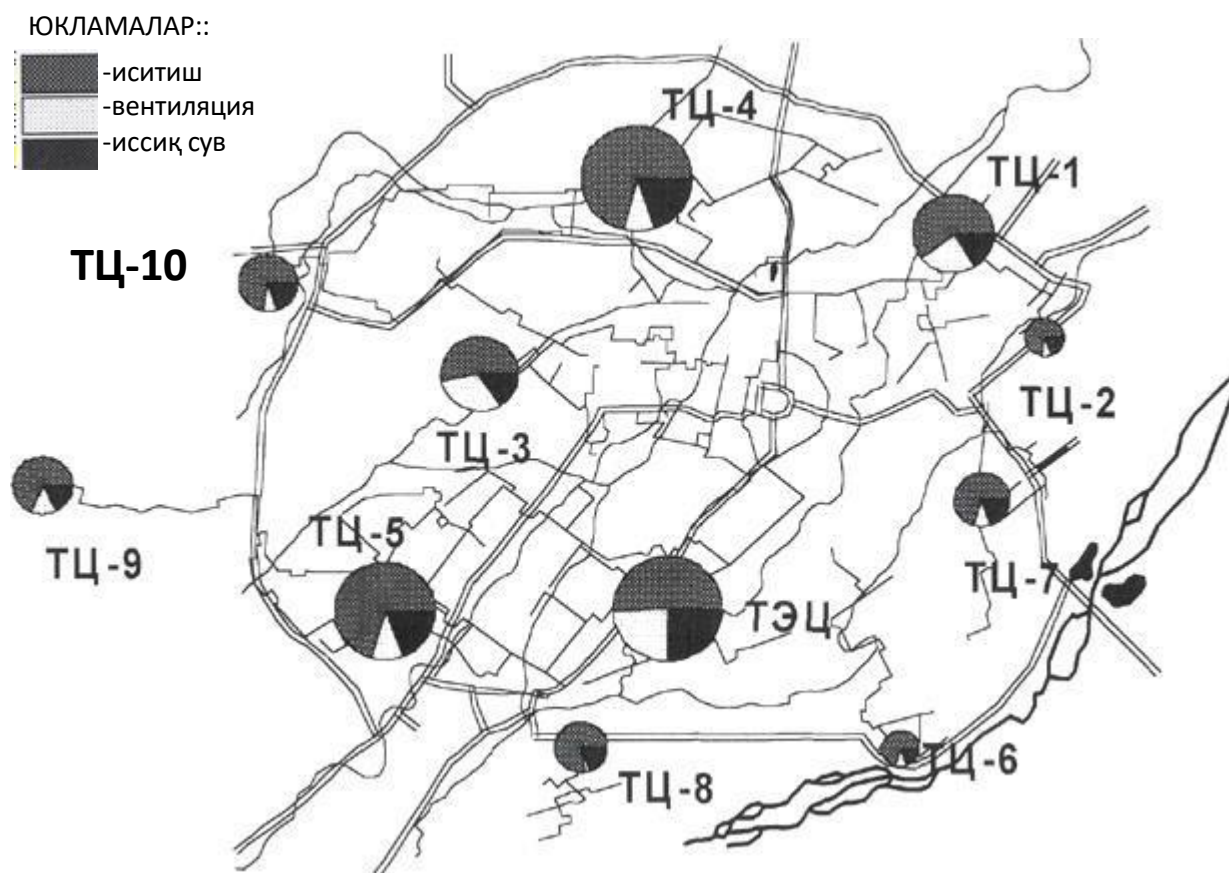 ЮКЛАМАЛАР::
-иситиш
-вентиляция
-иссиқ сув
ТЦ-4
ТЦ-1
ТЦ-10
ТЦ-2
ТЦ-3
ТЦ-5
ТЦ-9
ТЦ-7
ТЭЦ
ТЦ-6
ТЦ-8